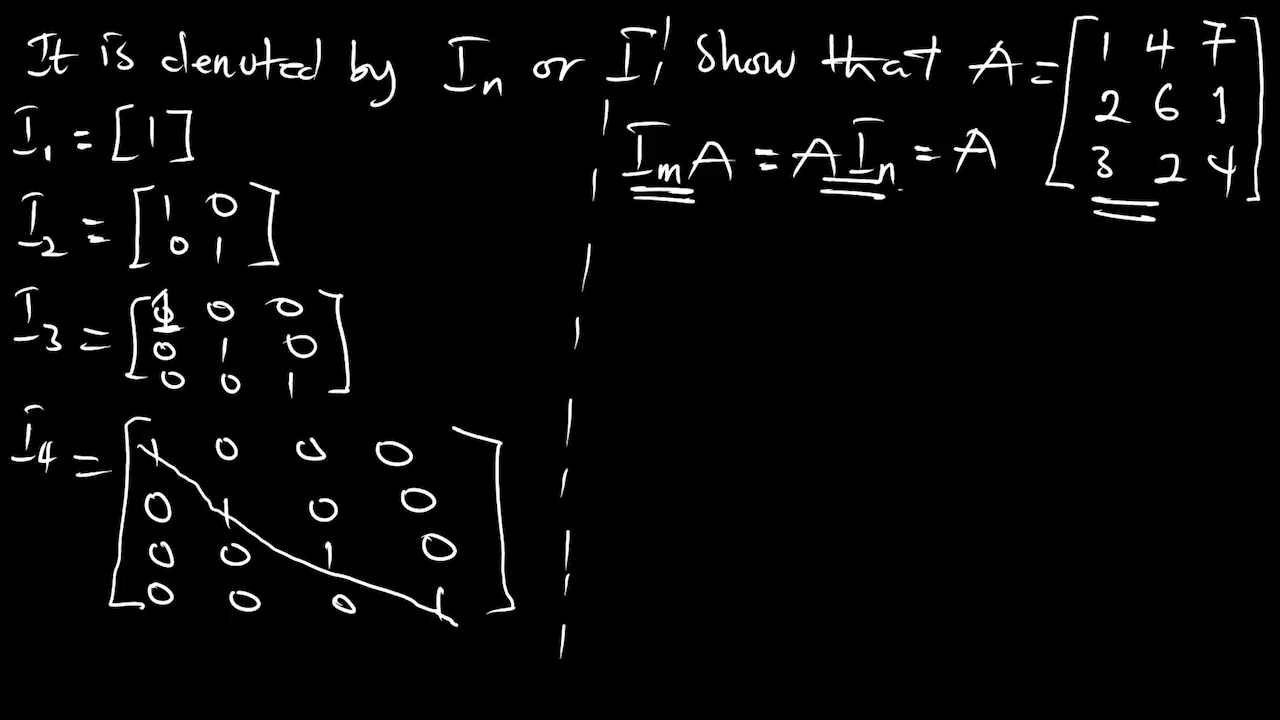 It is denoted by Iₙ or I
I₁ = [1]
I₂ = [1 0
0 1]
I₃ = [1 0 0
0 1 0
0 0 1]
I₄ = [1 0 0 0
0 1 0 0
0 0 1 0
0 0 0 1]
Show that A = [1 4 7
2 6 1
3 2 4]
IₘA = AIₙ = A